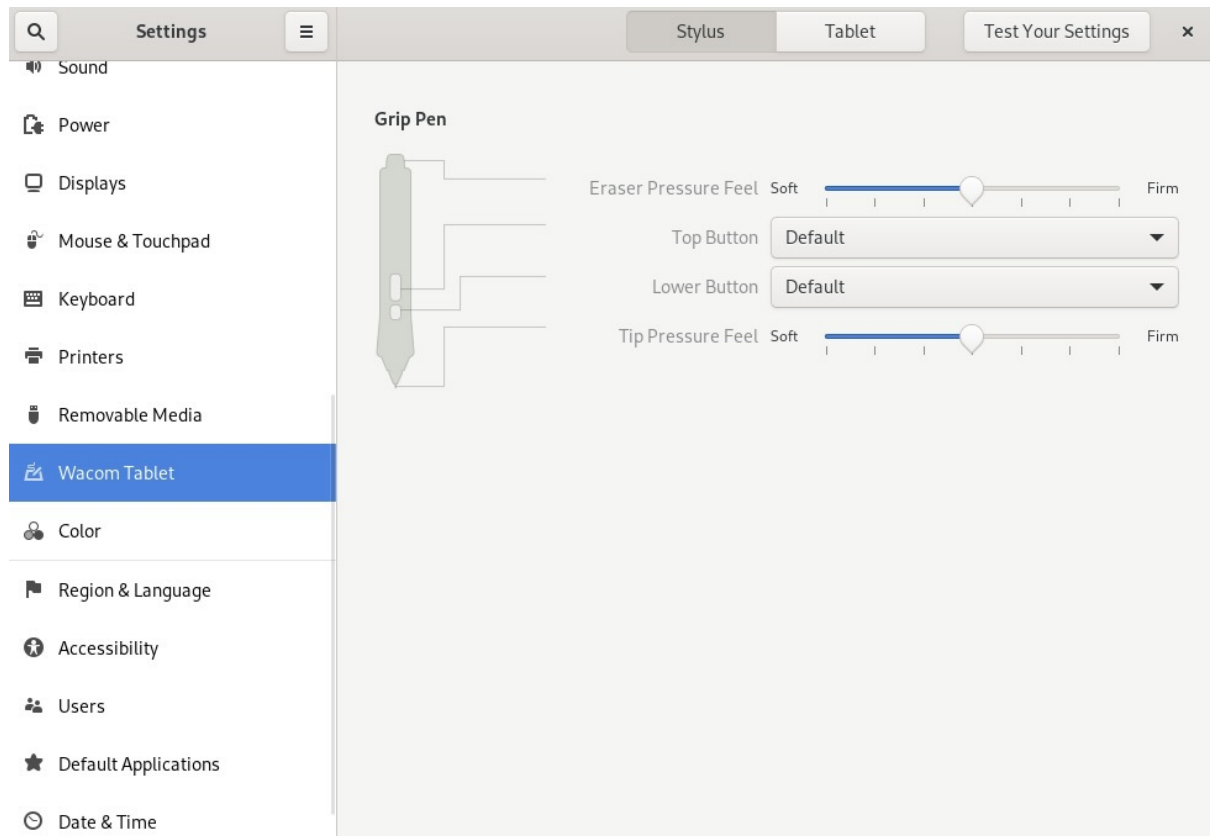 Settings
Stylus
Tablet
Test Your Settings
Sound
Power
Displays
Mouse & Touchpad
Keyboard
Printers
Removable Media
Wacom Tablet
Color
Region & Language
Accessibility
Users
Default Applications
Date & Time
Grip Pen
Eraser Pressure Feel Soft Firm
Top Button Default
Lower Button Default
Tip Pressure Feel Soft Firm